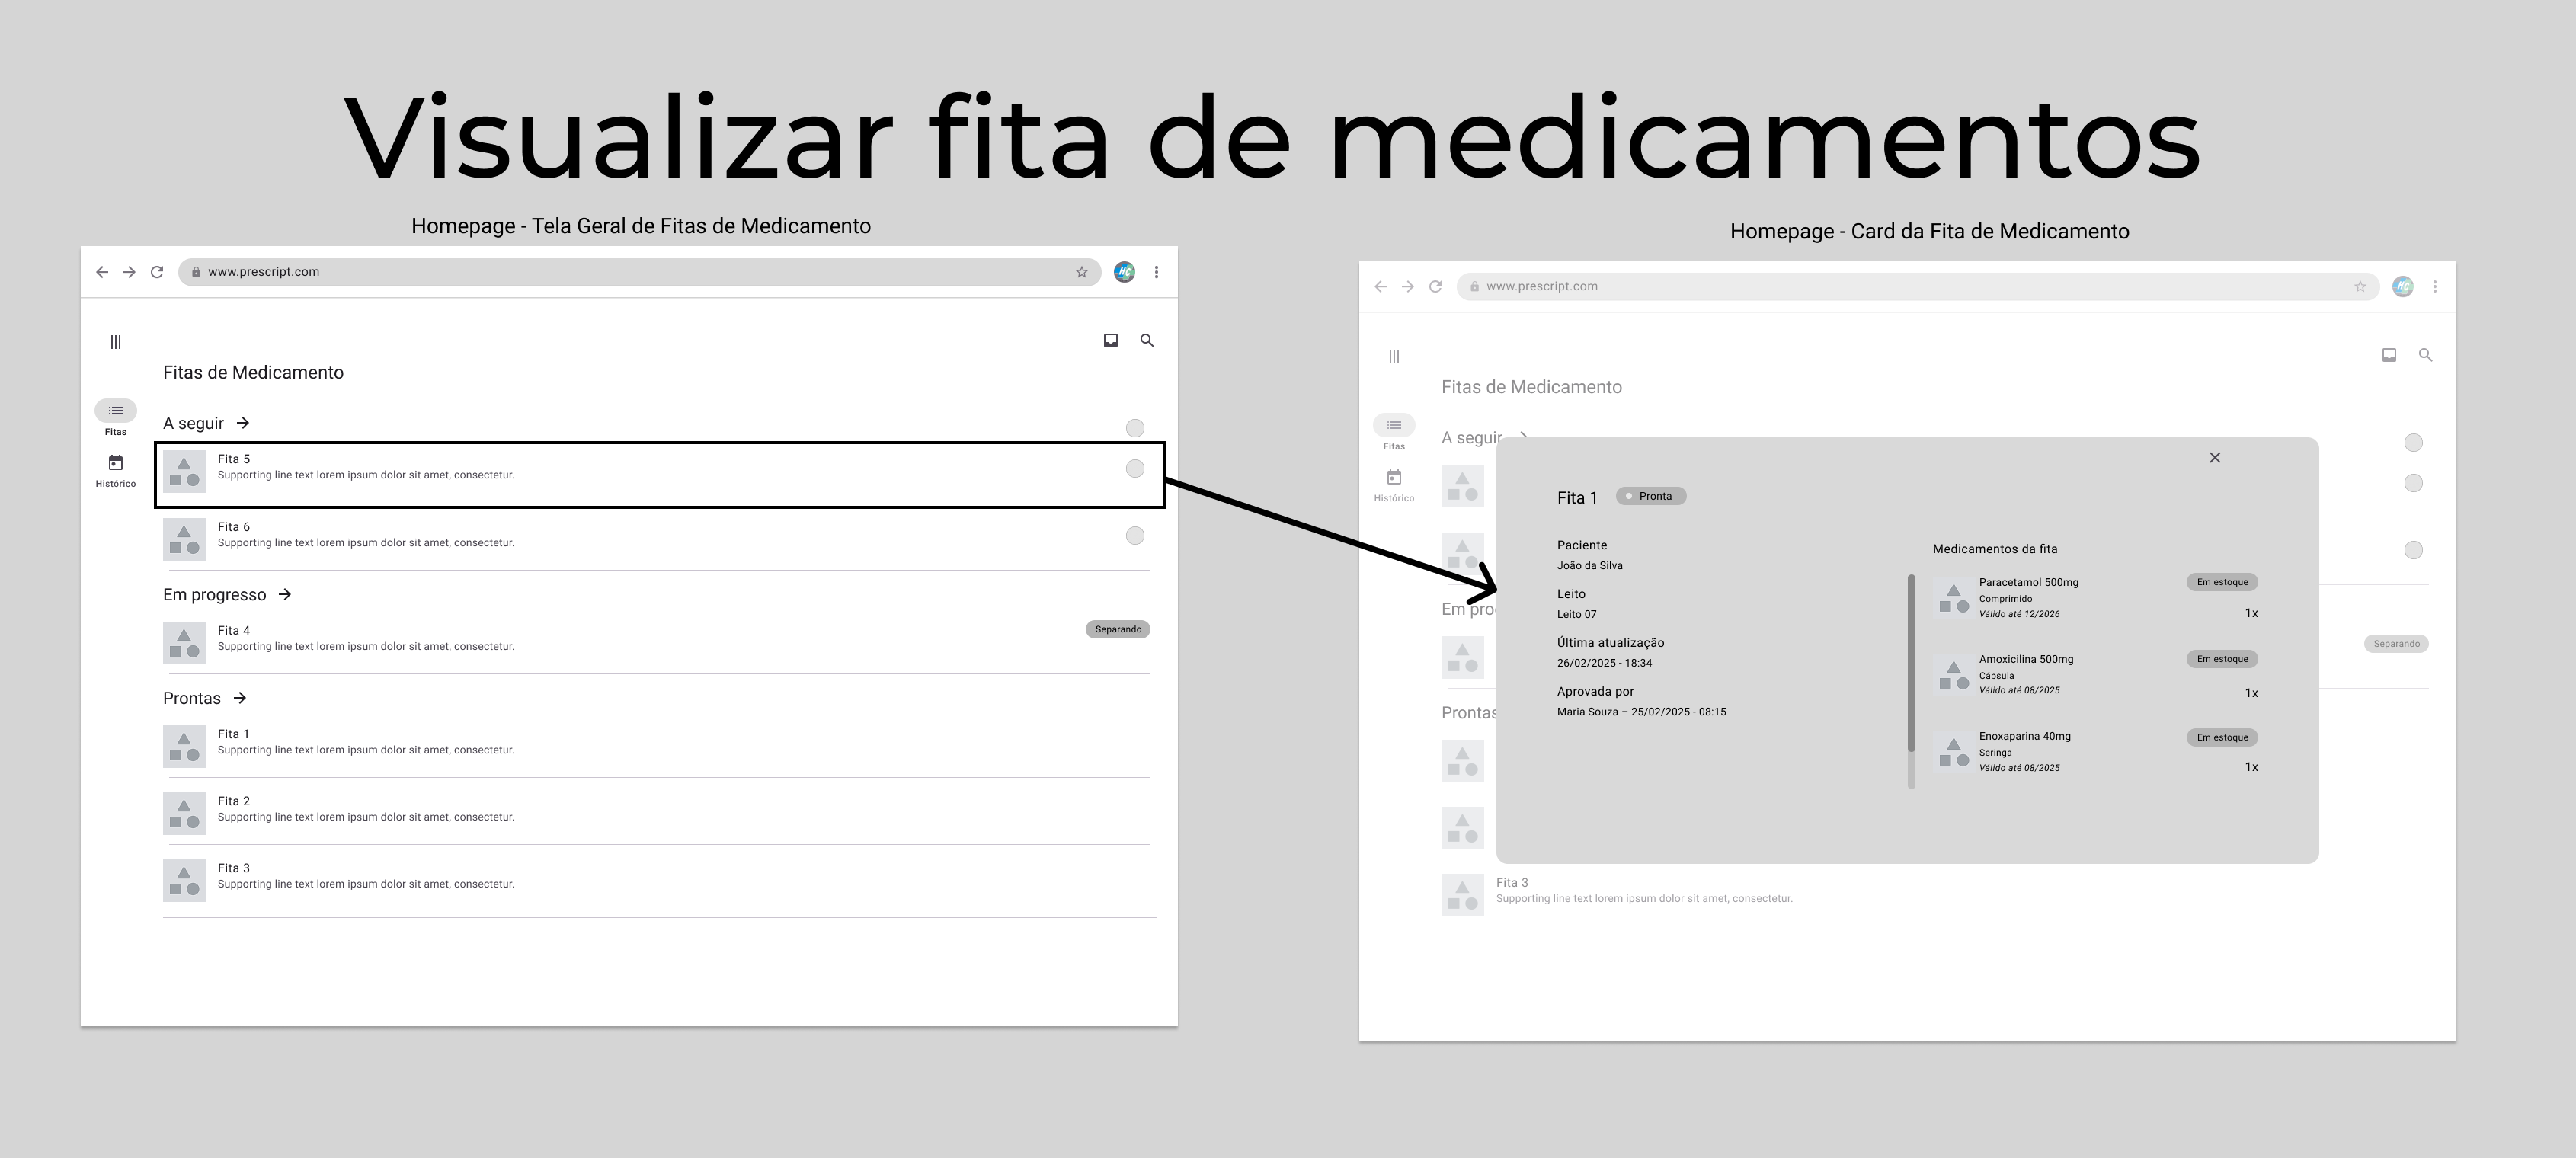 Visualizar fita de medicamentos
Homepage - Tela Geral de Fitas de Medicamento
www.prescript.com
HC
Fitas de Medicamento
Fitas
Histórico
A seguir
Fita 5
Supporting line text lorem ipsum dolor sit amet, consectetur.
Fita 6
Supporting line text lorem ipsum dolor sit amet, consectetur.
Em progresso
Fita 4
Separando
Supporting line text lorem ipsum dolor sit amet, consectetur.
Prontas
Fita 1
Supporting line text lorem ipsum dolor sit amet, consectetur.
Fita 2
Supporting line text lorem ipsum dolor sit amet, consectetur.
Fita 3
Supporting line text lorem ipsum dolor sit amet, consectetur.
Homepage - Card da Fita de Medicamento
www.prescript.com
HC
Fitas de Medicamento
Fitas
Histórico
A seguir
Em prog
Separando
Prontas
Fita 3
Supporting line text lorem ipsum dolor sit amet, consectetur.
Fita 1
Pronta
Paciente
João da Silva
Leito
Leito 07
Última atualização
26/02/2025 - 18:34
Aprovada por
Maria Souza – 25/02/2025 - 08:15
Medicamentos da fita
Paracetamol 500mg
Em estoque
Comprimido
Válido até 12/2026
1x
Amoxicilina 500mg
Em estoque
Cápsula
Válido até 08/2025
1x
Enoxaparina 40mg
Em estoque
Seringa
Válido até 08/2025
1x